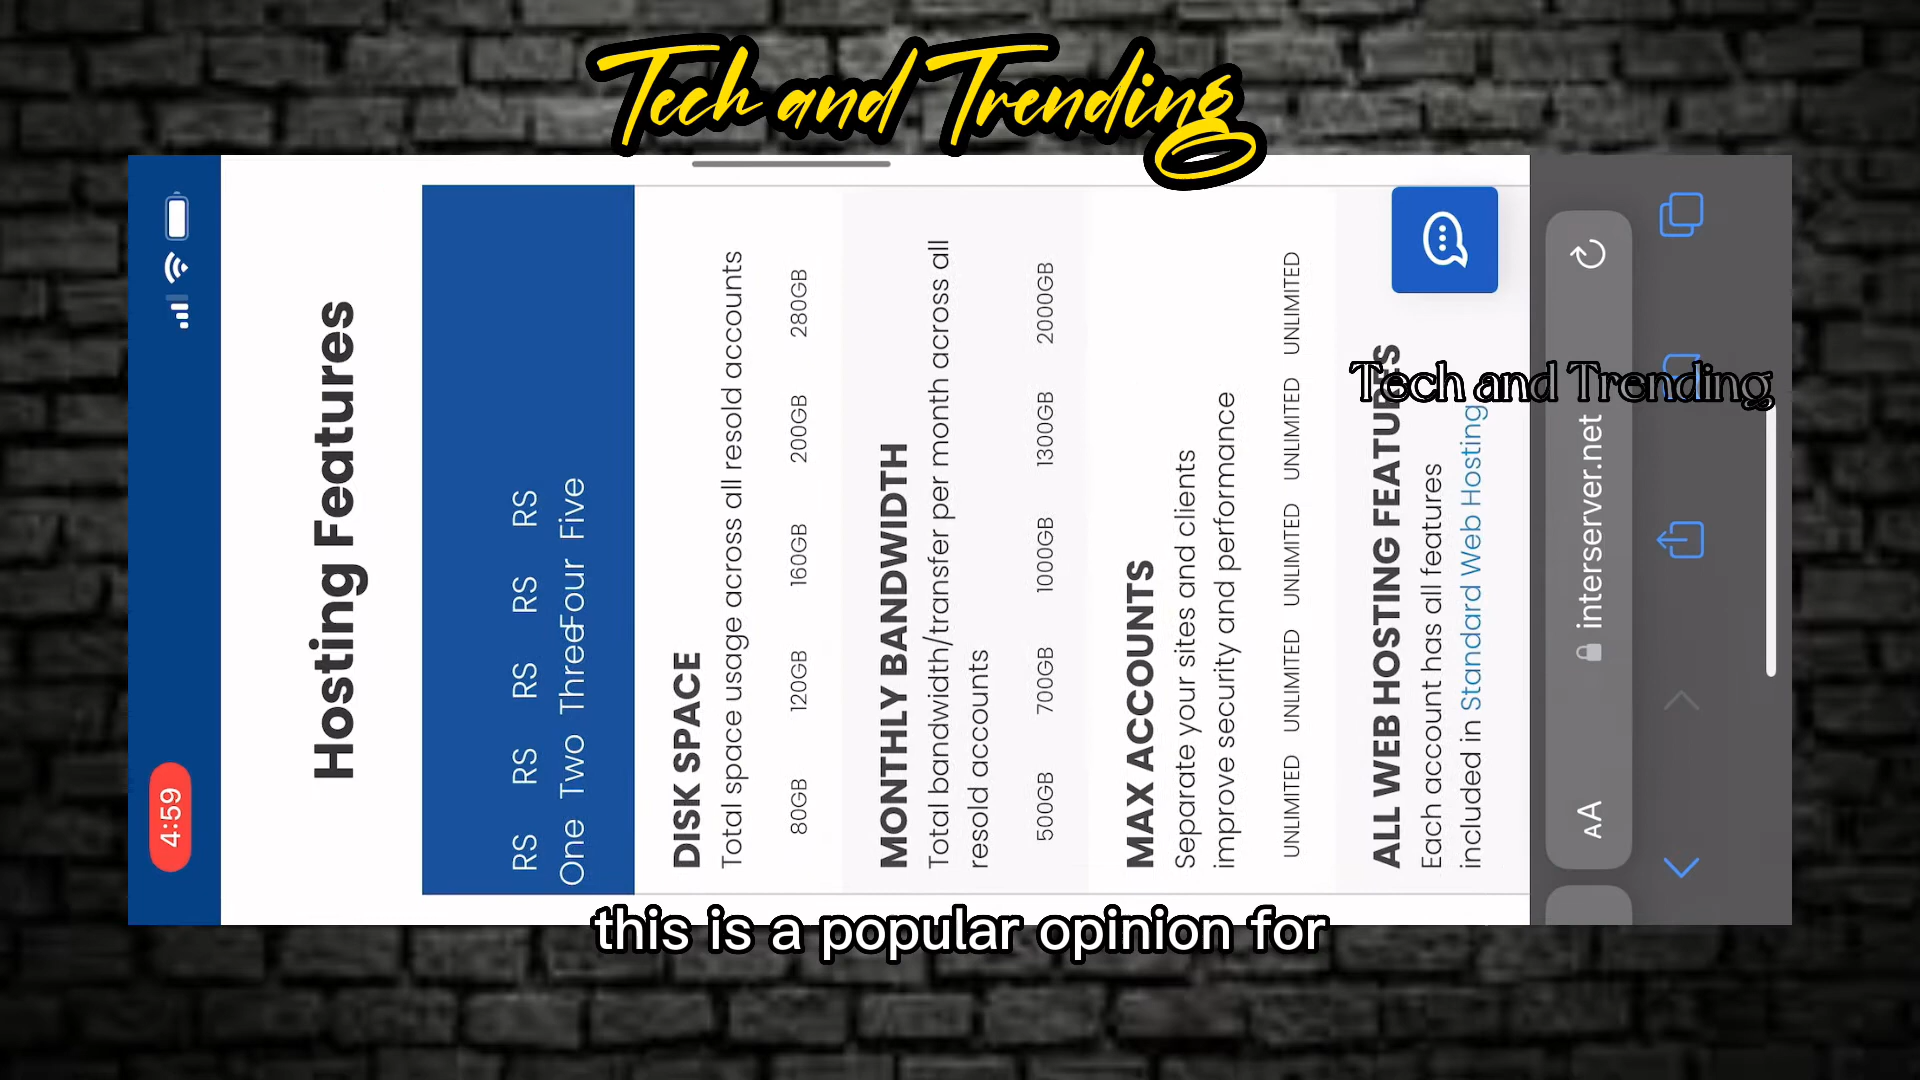 Tech and Trending
4:59
Hosting Features
RS RS RS RS RS
One Two Three Four Five
DISK SPACE
Total space usage across all resold accounts
80GB 120GB 160GB 200GB 280GB
MONTHLY BANDWIDTH
Total bandwidth/transfer per month across all
resold accounts
500GB 700GB 1000GB 1300GB 2000GB
MAX ACCOUNTS
Separate your sites and clients
improve security and performance
UNLIMITED UNLIMITED UNLIMITED UNLIMITED UNLIMITED
ALL WEB HOSTING FEATURES
Each account has all features
included in Standard Web Hosting
AA interserver.net
Tech and Trending
this is a popular opinion for